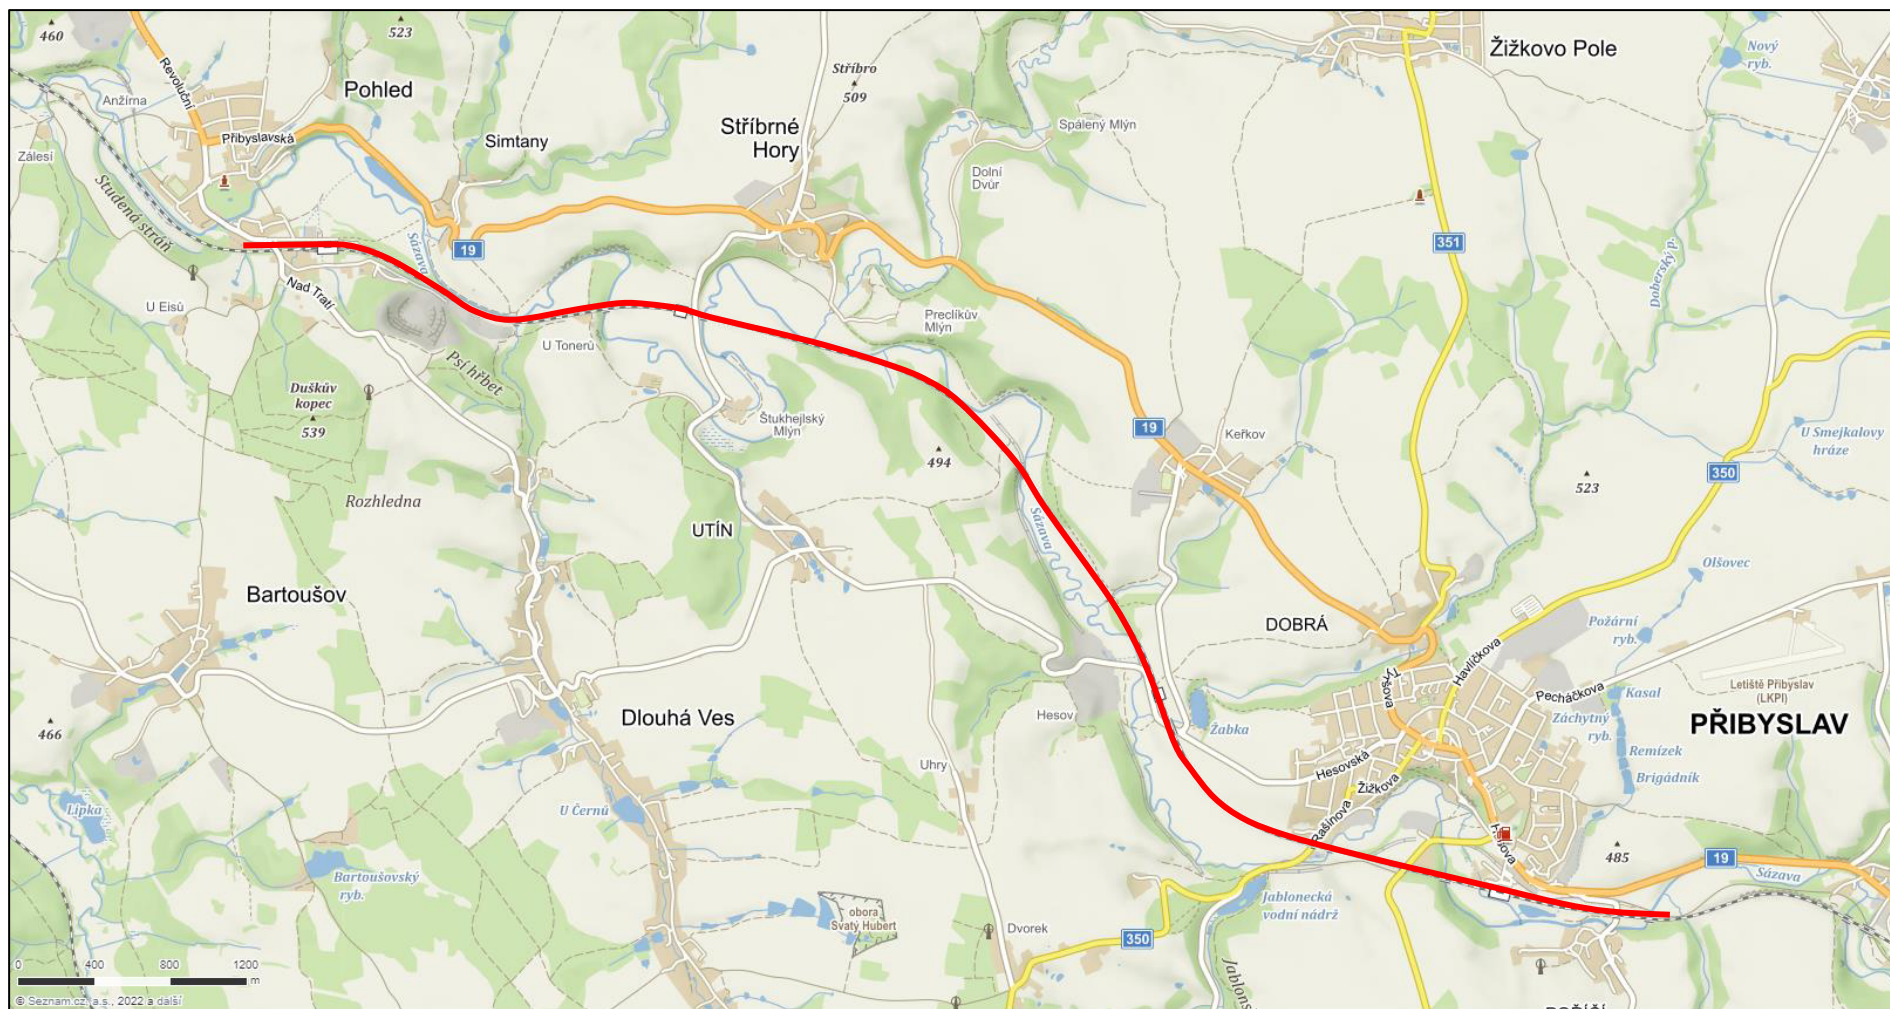 460
523
Žižkovo Pole
Nový
ryb.
Revoluční
Pohled
Stříbro
509
Anžírna
Přibyslavská
Simtany
Stříbrné
Hory
Spálený Mlýn
Zálesí
Dolní
Dvůr
Studená stráň
Sázava
19
351
Doberský p.
Nad Tratí
U Eisů
Preclíkův
Mlýn
U Tonerů
Psí hřbet
Duškův
kopec
539
Štukhejlský
Mlýn
19
Keřkov
U Smejkalovy
hráze
494
350
523
Rozhledna
UTÍN
Sázava
Olšovec
Bartoušov
DOBRÁ
Požární
ryb.
Havlíčkova
Tyršova
Pecháčkova
Kasal
Letiště Přibyslav
(LKPI)
466
Dlouhá Ves
Hesov
Žabka
Záchytný
ryb.
PŘIBYSLAV
Remízek
Uhry
Hesovská
Brigádník
Žižkova
Lipka
U Černů
Rašínova
Husova
485
19
Sázava
Bartoušovský
ryb.
Jablonecká
vodní nádrž
obora
Svatý Hubert
Dvorek
350
0 400 800 1200
m
© Seznam.cz, a.s., 2022 a další